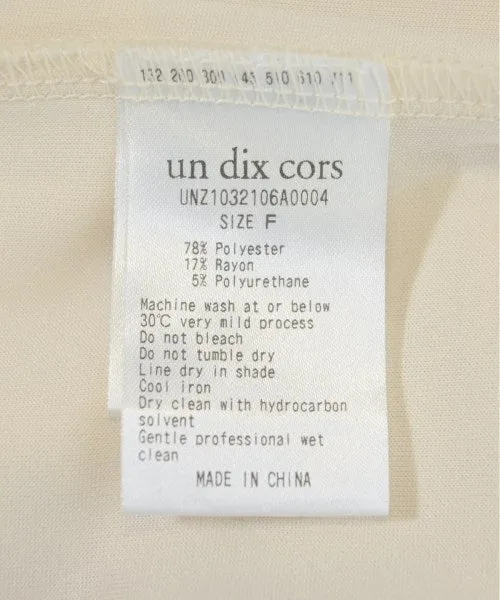 un dix cors
UNZ1032106A0004
SIZE F
78% Polyester
17% Rayon
5% Polyurethane
Machine wash at or below
30℃ very mild process
Do not bleach
Do not tumble dry
Line dry in shade
Cool iron
Dry clean with hydrocarbon
solvent
Gentle professional wet
clean
MADE IN CHINA